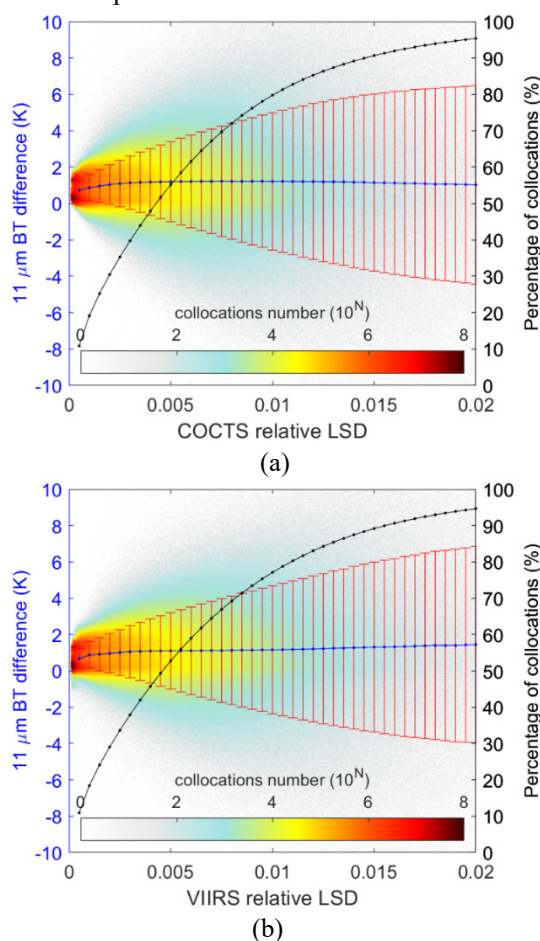 10 100
8 90
6 80
4 70
2 60
0 50
-2 40
-4 30
-6 20
-8 10
-10 0
11 μm BT difference (K)
Percentage of collocations (%)
collocations number (10^N)
0 2 4 6 8
0 0.005 0.01 0.015 0.02
COCTS relative LSD
(a)
10 100
8 90
6 80
4 70
2 60
0 50
-2 40
-4 30
-6 20
-8 10
-10 0
11 μm BT difference (K)
Percentage of collocations (%)
collocations number (10^N)
0 2 4 6 8
0 0.005 0.01 0.015 0.02
VIIRS relative LSD
(b)